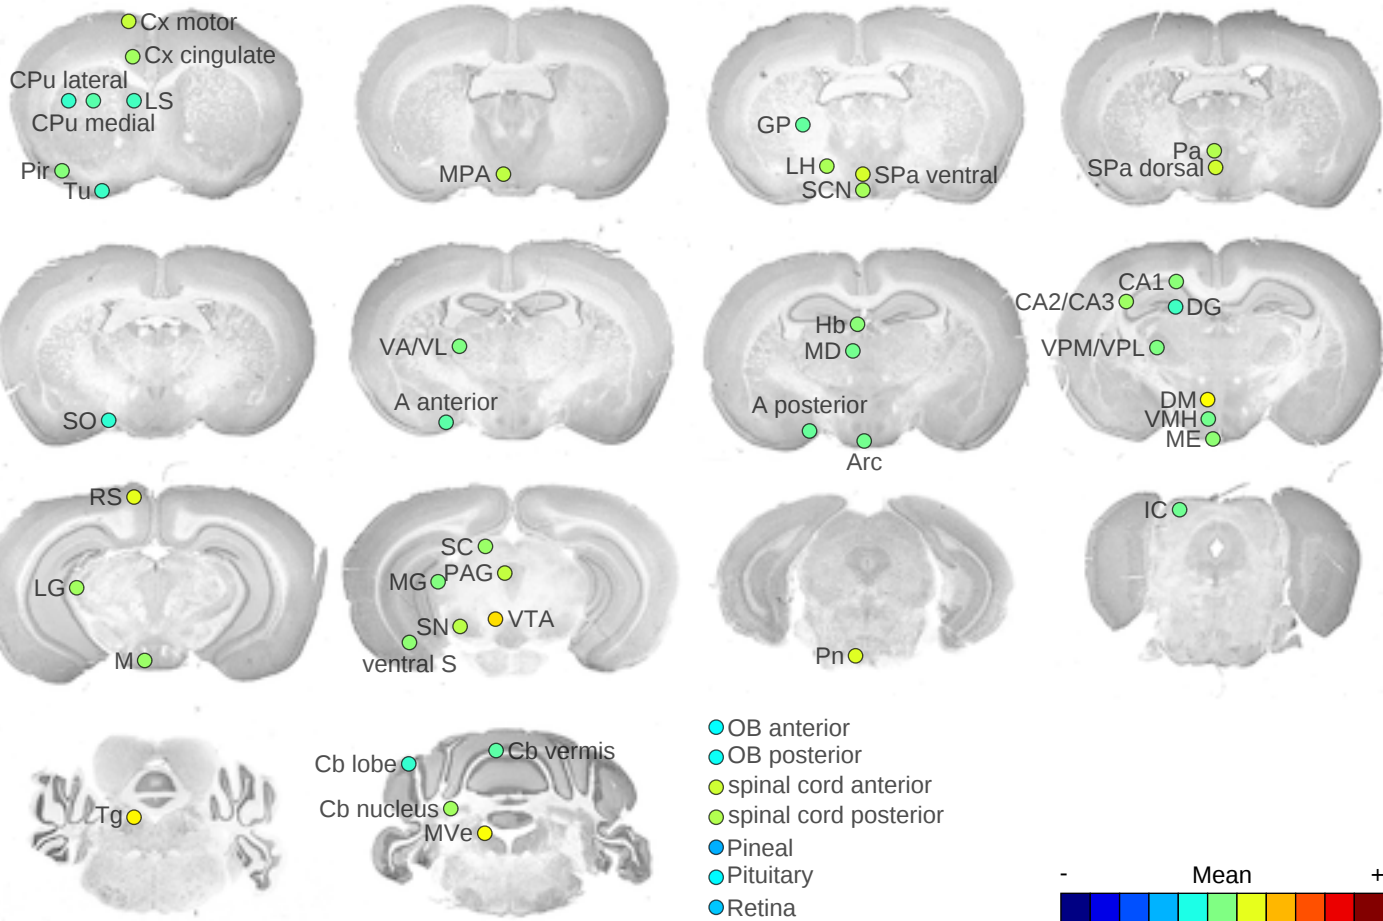 Cx motor
Cx cingulate
CPu lateral
LS
CPu medial
Pir
Tu
MPA
GP
LH
SPa ventral
SCN
Pa
SPa dorsal
SO
VA/VL
A anterior
Hb
MD
A posterior
Arc
CA1
CA2/CA3
DG
VPM/VPL
DM
VMH
ME
RS
LG
M
SC
PAG
MG
VTA
SN
ventral S
Pn
IC
Tg
Cb vermis
Cb lobe
Cb nucleus
MVe
OB anterior
OB posterior
spinal cord anterior
spinal cord posterior
Pineal
Pituitary
Retina
- Mean +